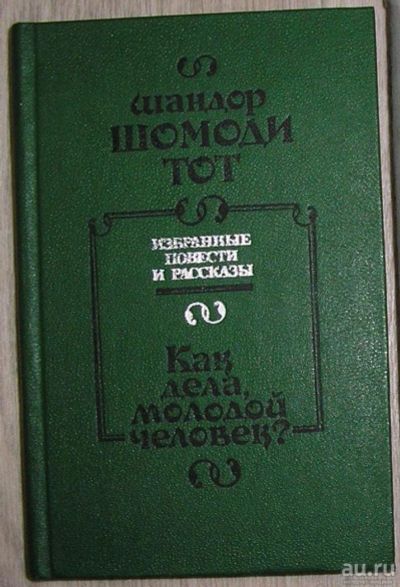 Шандор
ШОМОДИ
ТОТ
ИЗБРАННЫЕ
ПОВЕСТИ
И РАССКАЗЫ
Как
дела,
молодой
человек?
au.ru